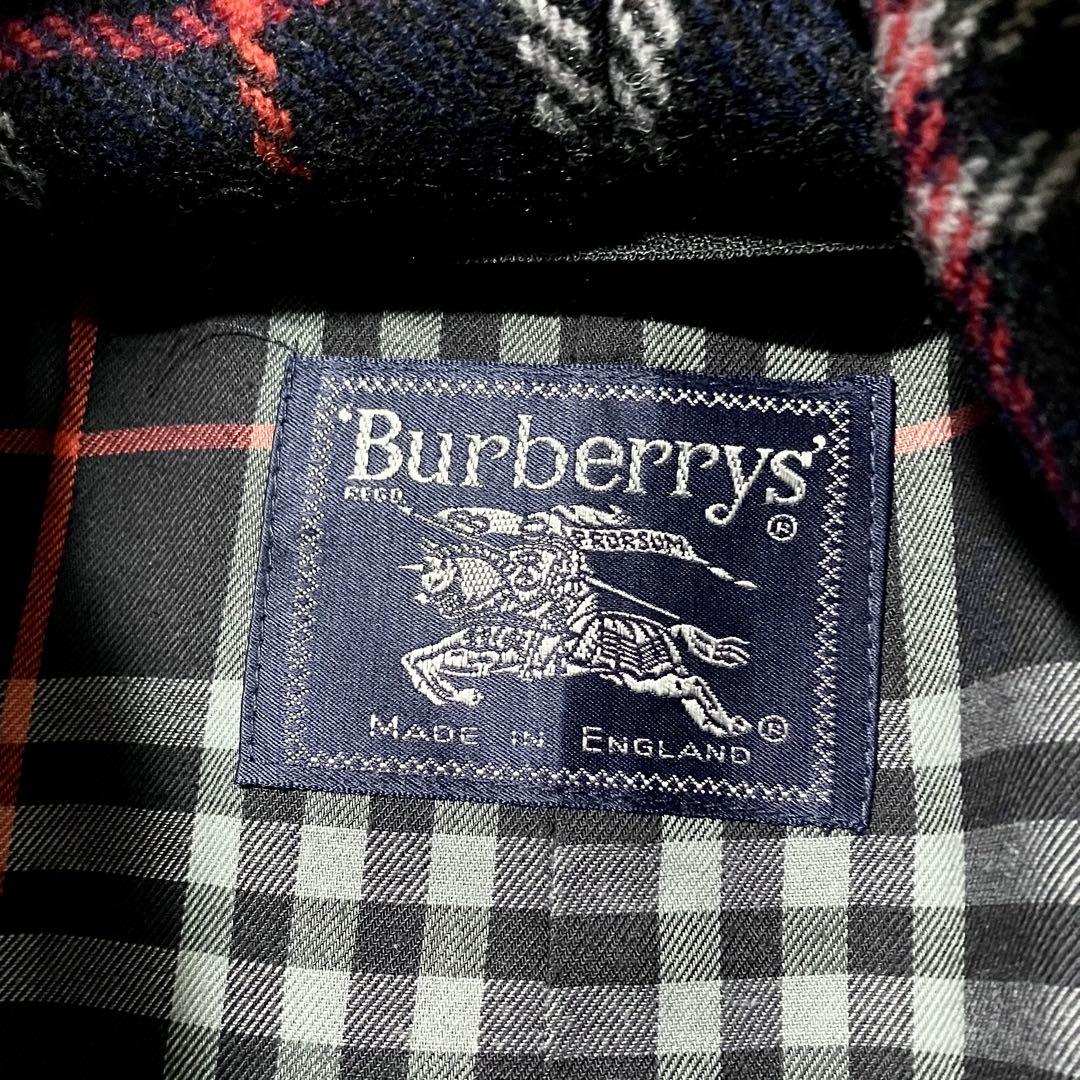 'Burberrys'
REGD.
®
PRORSUM
®
MADE IN ENGLAND